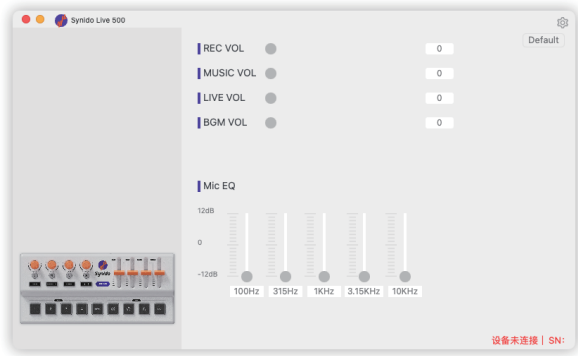 Synido Live 500
Default
REC VOL 0
MUSIC VOL 0
LIVE VOL 0
BGM VOL 0
Mic EQ
12dB
0
-12dB
100Hz 315Hz 1KHz 3.15KHz 10KHz
Synido
设备未连接 | SN: